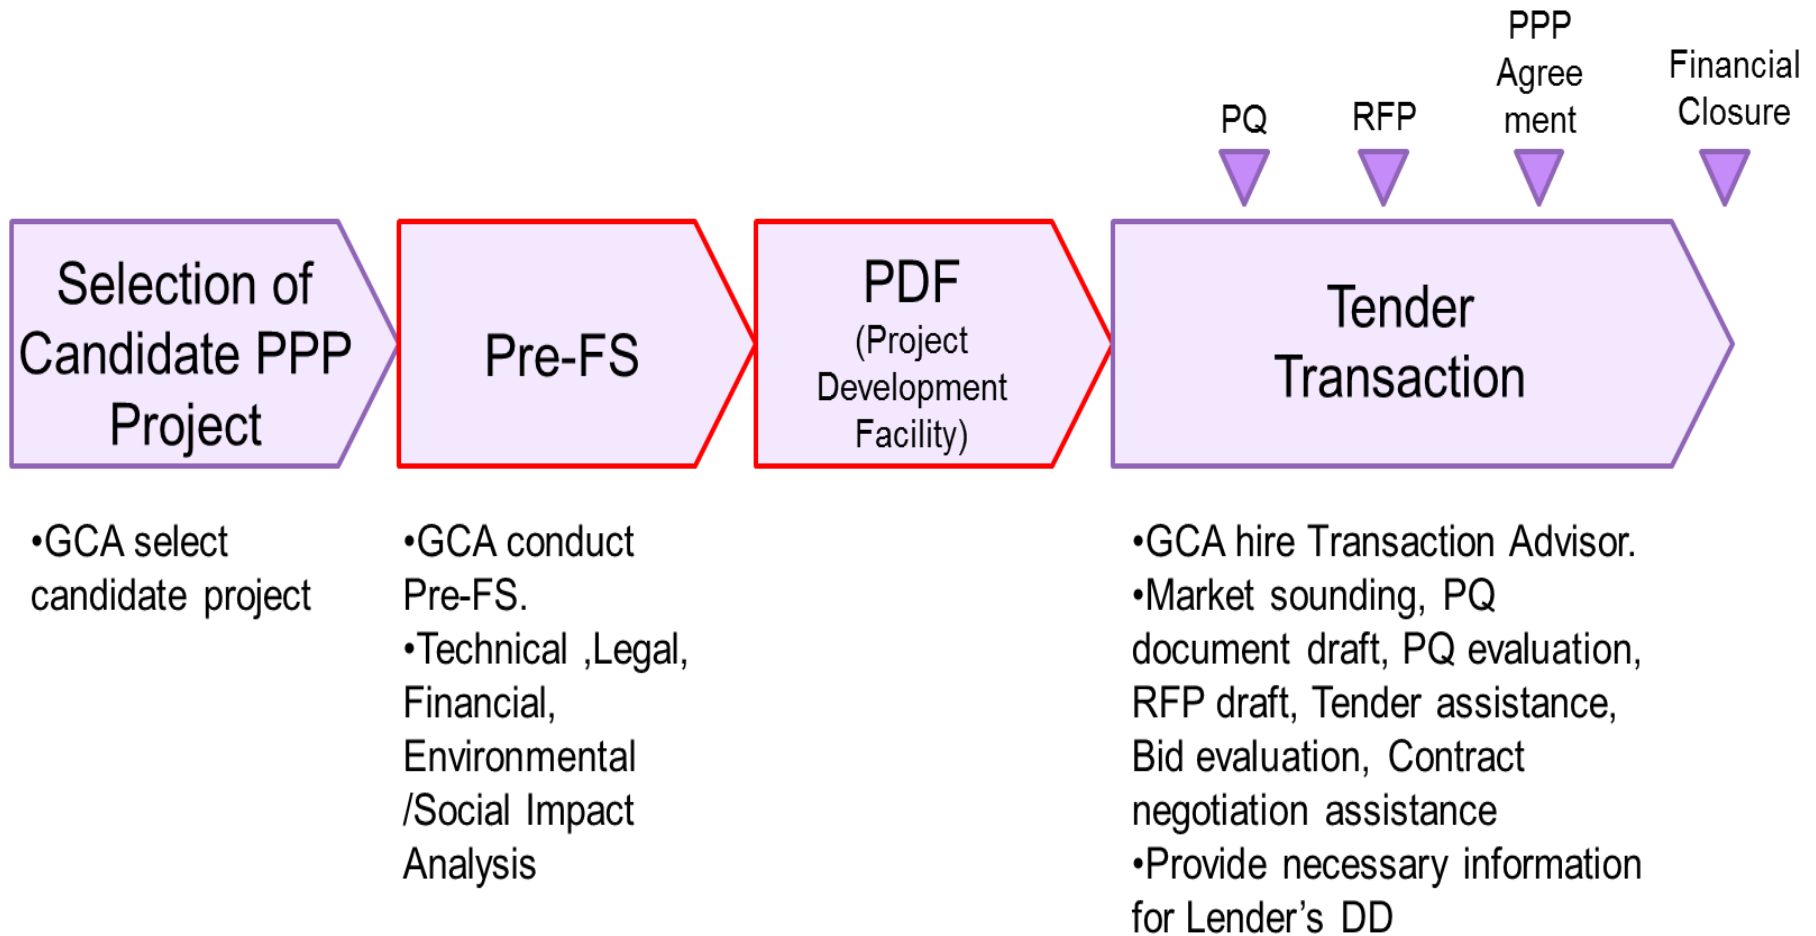 PQ
RFP
PPP
Agree
ment
Financial
Closure
Selection of
Candidate PPP
Project
Pre-FS
PDF
(Project
Development
Facility)
Tender
Transaction
•GCA select
candidate project
•GCA conduct
Pre-FS.
•Technical ,Legal,
Financial,
Environmental
/Social Impact
Analysis
•GCA hire Transaction Advisor.
•Market sounding, PQ
document draft, PQ evaluation,
RFP draft, Tender assistance,
Bid evaluation, Contract
negotiation assistance
•Provide necessary information
for Lender’s DD